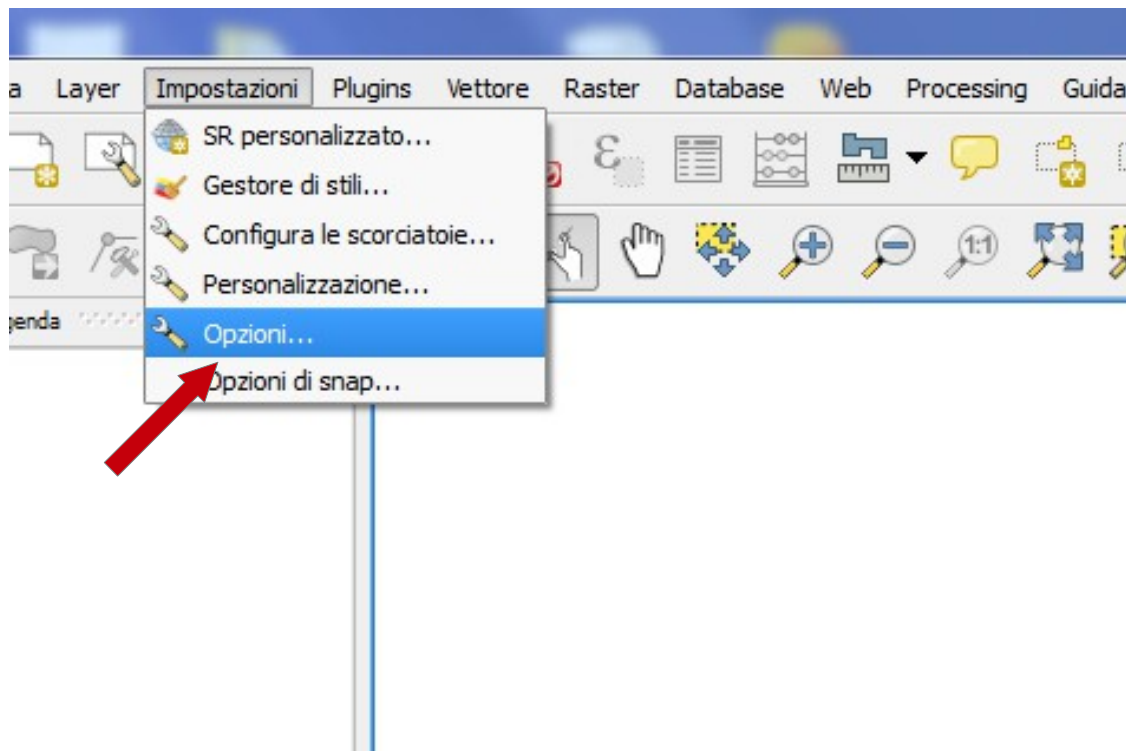 a Layer Impostazioni Plugins Vettore Raster Database Web Processing Guida
SR personalizzato...
Gestore di stili...
Configura le scorciatoie...
Personalizzazione...
Opzioni...
Opzioni di snap...
ε
1:1
genda